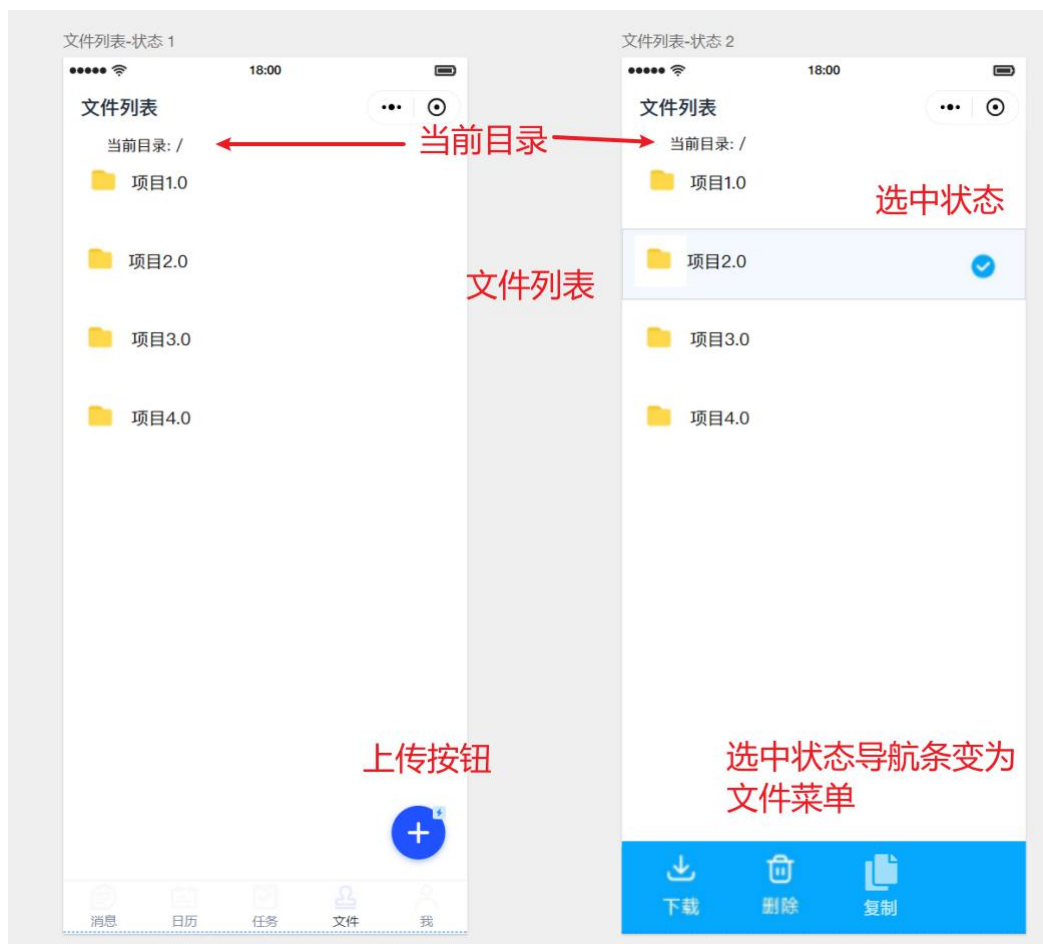 文件列表-状态 1
18:00
文件列表
当前目录: /
项目1.0
项目2.0
项目3.0
项目4.0
上传按钮
消息
日历
任务
文件
我
当前目录
文件列表
文件列表-状态 2
18:00
文件列表
当前目录: /
项目1.0
选中状态
项目2.0
项目3.0
项目4.0
选中状态导航条变为
文件菜单
下载
删除
复制